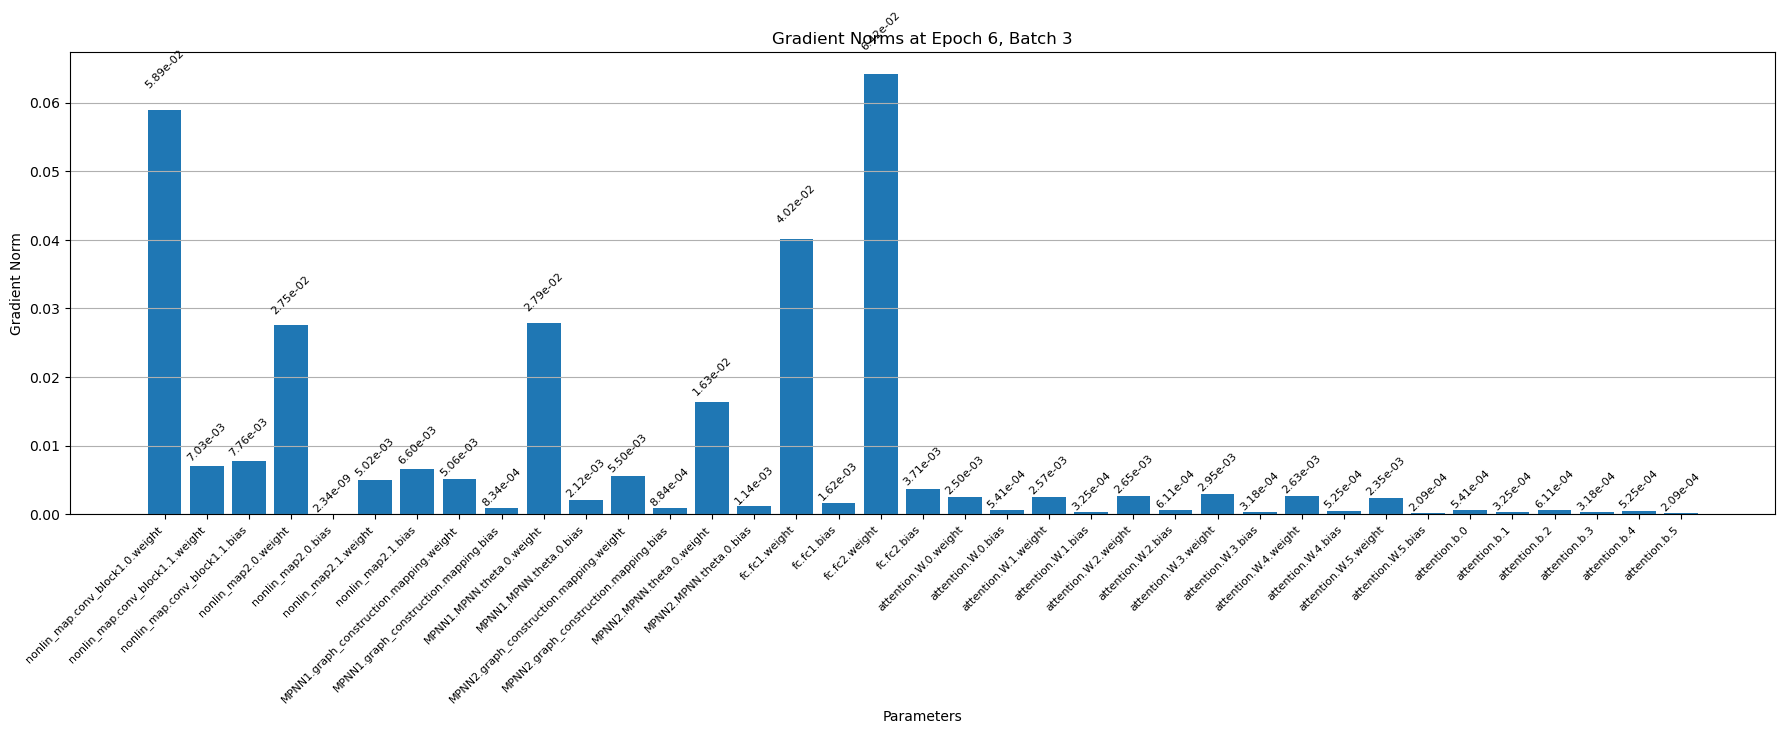 Gradient Norms at Epoch 6, Batch 3
Gradient Norm
0.06
0.05
0.04
0.03
0.02
0.01
0.00
5.89e-02
7.03e-03
7.76e-03
2.75e-02
2.34e-09
5.02e-03
6.60e-03
5.06e-03
8.34e-04
2.79e-02
2.12e-03
5.50e-03
8.84e-04
1.63e-02
1.14e-03
4.02e-02
1.62e-03
6.42e-02
3.71e-03
2.50e-03
5.41e-04
2.57e-03
3.25e-04
2.65e-03
6.11e-04
2.95e-03
3.18e-04
2.63e-03
5.25e-04
2.35e-03
2.09e-04
5.41e-04
3.25e-04
6.11e-04
3.18e-04
5.25e-04
2.09e-04
nonlin_map.conv_block1.0.weight
nonlin_map.conv_block1.1.weight
nonlin_map.conv_block1.1.bias
nonlin_map2.0.weight
nonlin_map2.0.bias
nonlin_map2.1.weight
nonlin_map2.1.bias
MPNN1.graph_construction.mapping.weight
MPNN1.graph_construction.mapping.bias
MPNN1.MPNN.theta.0.weight
MPNN1.MPNN.theta.0.bias
MPNN2.graph_construction.mapping.weight
MPNN2.graph_construction.mapping.bias
MPNN2.MPNN.theta.0.weight
MPNN2.MPNN.theta.0.bias
fc.fc1.weight
fc.fc1.bias
fc.fc2.weight
fc.fc2.bias
attention.W.0.weight
attention.W.0.bias
attention.W.1.weight
attention.W.1.bias
attention.W.2.weight
attention.W.2.bias
attention.W.3.weight
attention.W.3.bias
attention.W.4.weight
attention.W.4.bias
attention.W.5.weight
attention.W.5.bias
attention.b.0
attention.b.1
attention.b.2
attention.b.3
attention.b.4
attention.b.5
Parameters